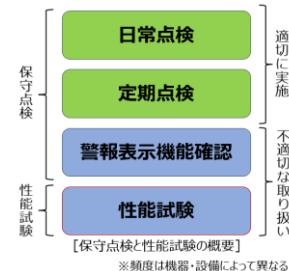 日常点検
定期点検
警報表示機能確認
性能試験
保守点検
性能試験
適切に実施
不適切な取り扱い
[保守点検と性能試験の概要]
※頻度は機器・設備によって異なる